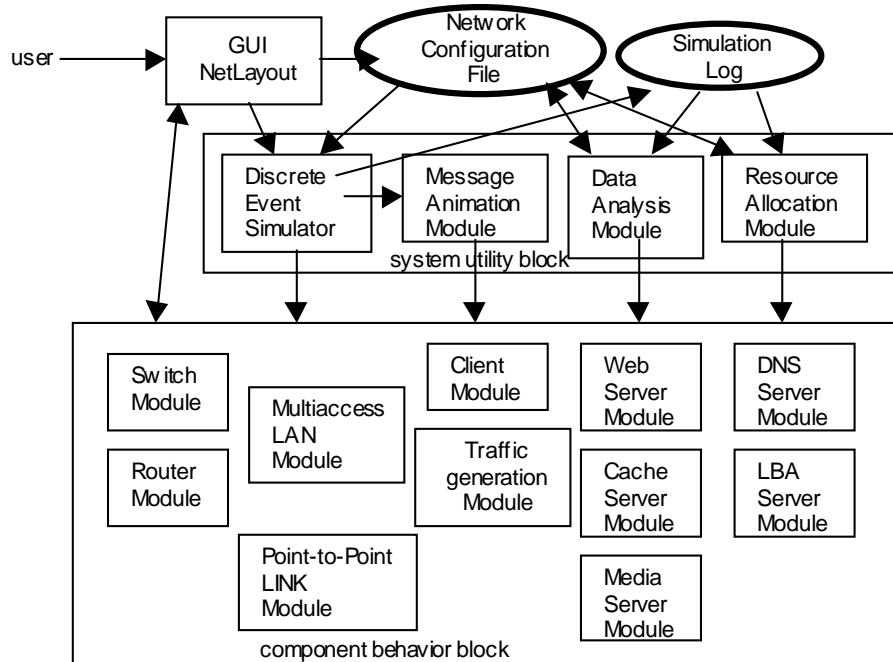 user
GUI
NetLayout
Network
Configuration
File
Simulation
Log
Discrete
Event
Simulator
Message
Animation
Module
Data
Analysis
Module
Resource
Allocation
Module
system utility block
Switch
Module
Router
Module
Multiaccess
LAN
Module
Point-to-Point
LINK
Module
Client
Module
Traffic
generation
Module
Web
Server
Module
Cache
Server
Module
Media
Server
Module
DNS
Server
Module
LBA
Server
Module
component behavior block